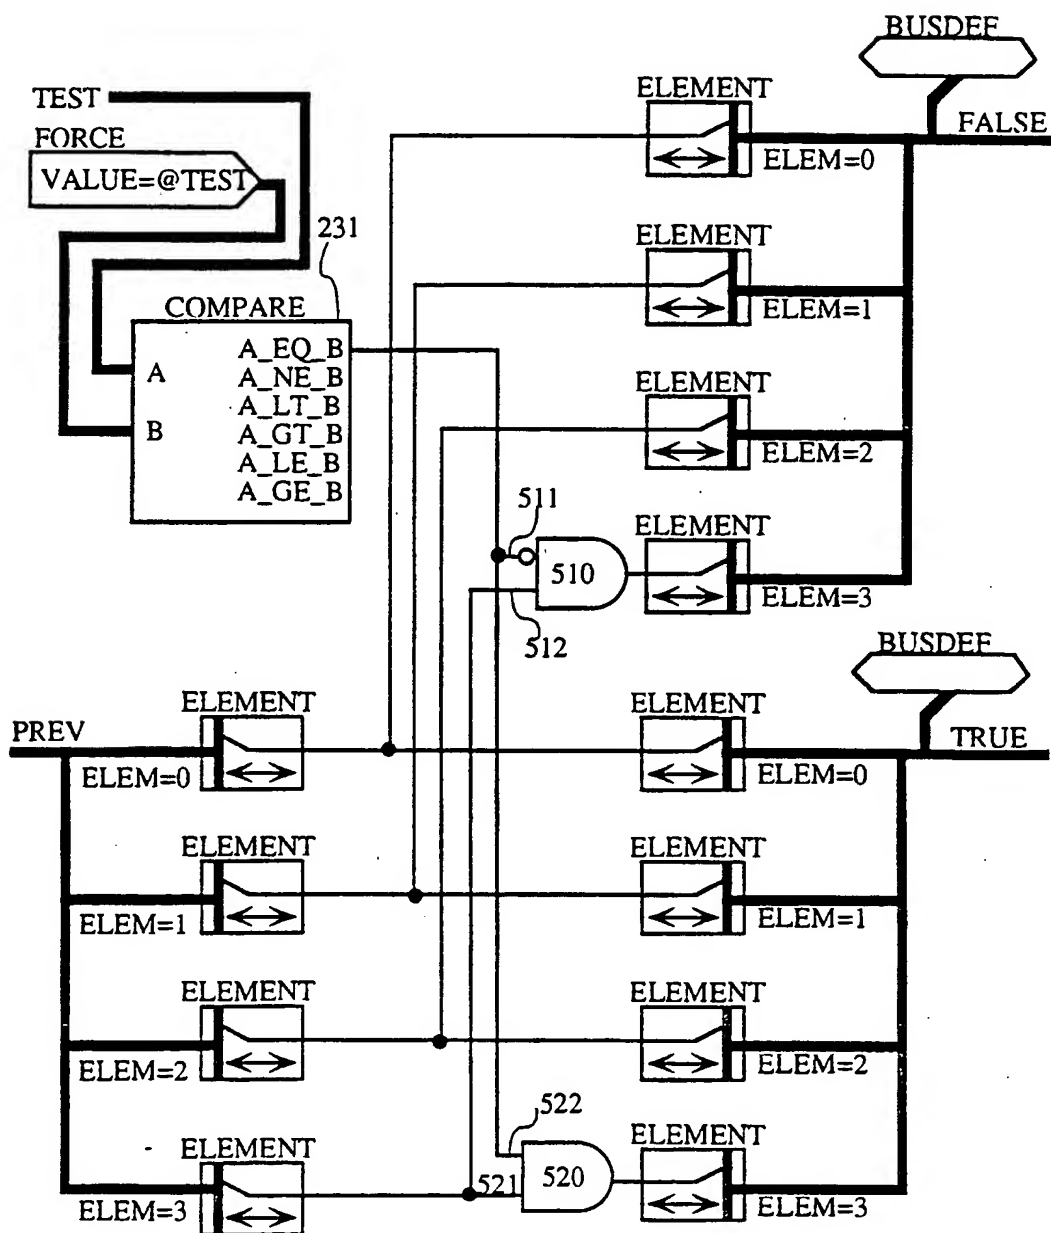 BUSDEF
ELEMENT
TEST
FALSE
FORCE
ELEM=0
VALUE=@TEST
231
ELEMENT
COMPARE
ELEM=1
A_EQ_B
A
A_NE_B
ELEMENT
A_LT_B
B
A_GT_B
ELEM=2
A_LE_B
A_GE_B
511
ELEMENT
510
ELEM=3
512
BUSDEF
ELEMENT
ELEMENT
PREV
TRUE
ELEM=0
ELEM=0
ELEMENT
ELEMENT
ELEM=1
ELEM=1
ELEMENT
ELEMENT
ELEM=2
ELEM=2
522
ELEMENT
ELEMENT
521
520
ELEM=3
ELEM=3